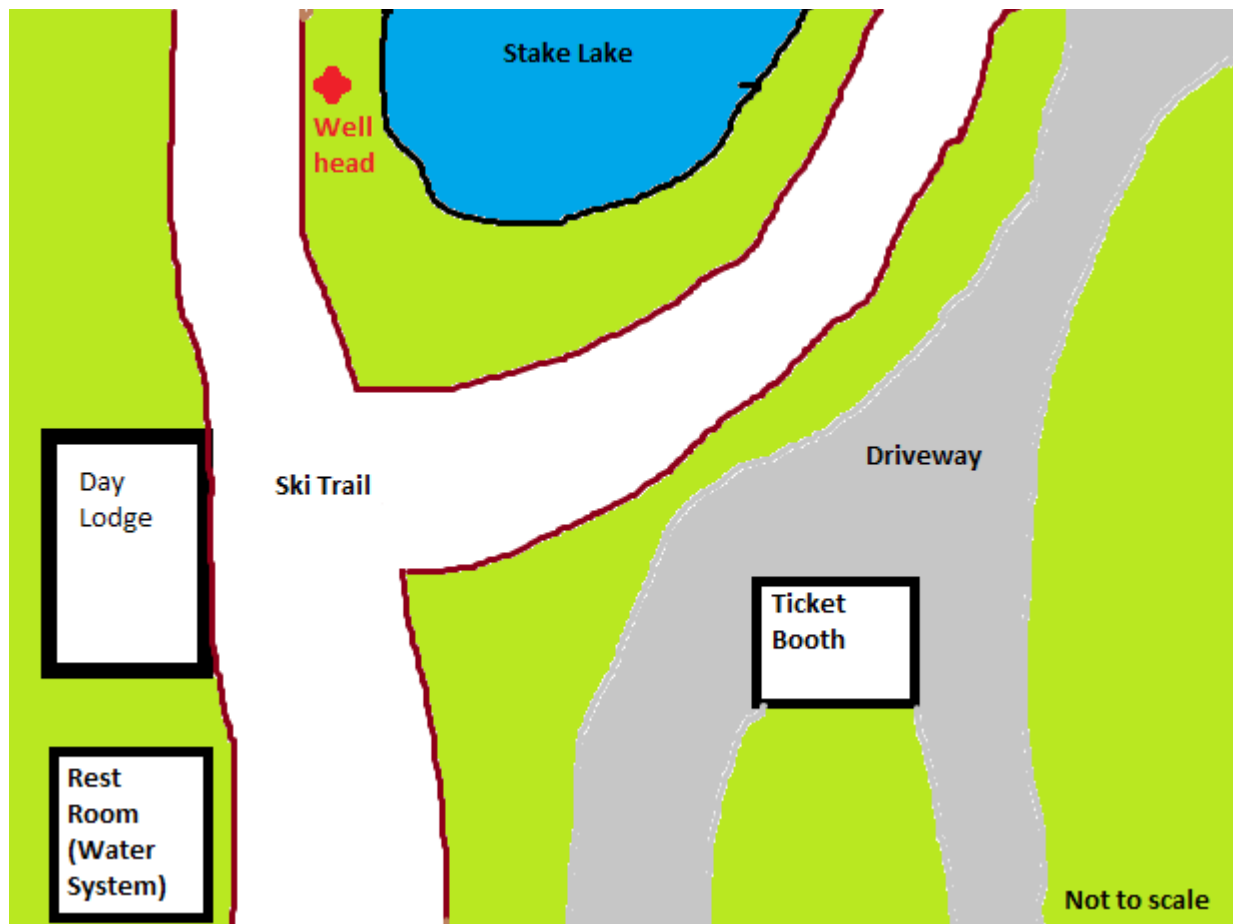 Stake Lake
Well
head
Day
Lodge
Ski Trail
Driveway
Ticket
Booth
Rest
Room
(Water
System)
Not to scale